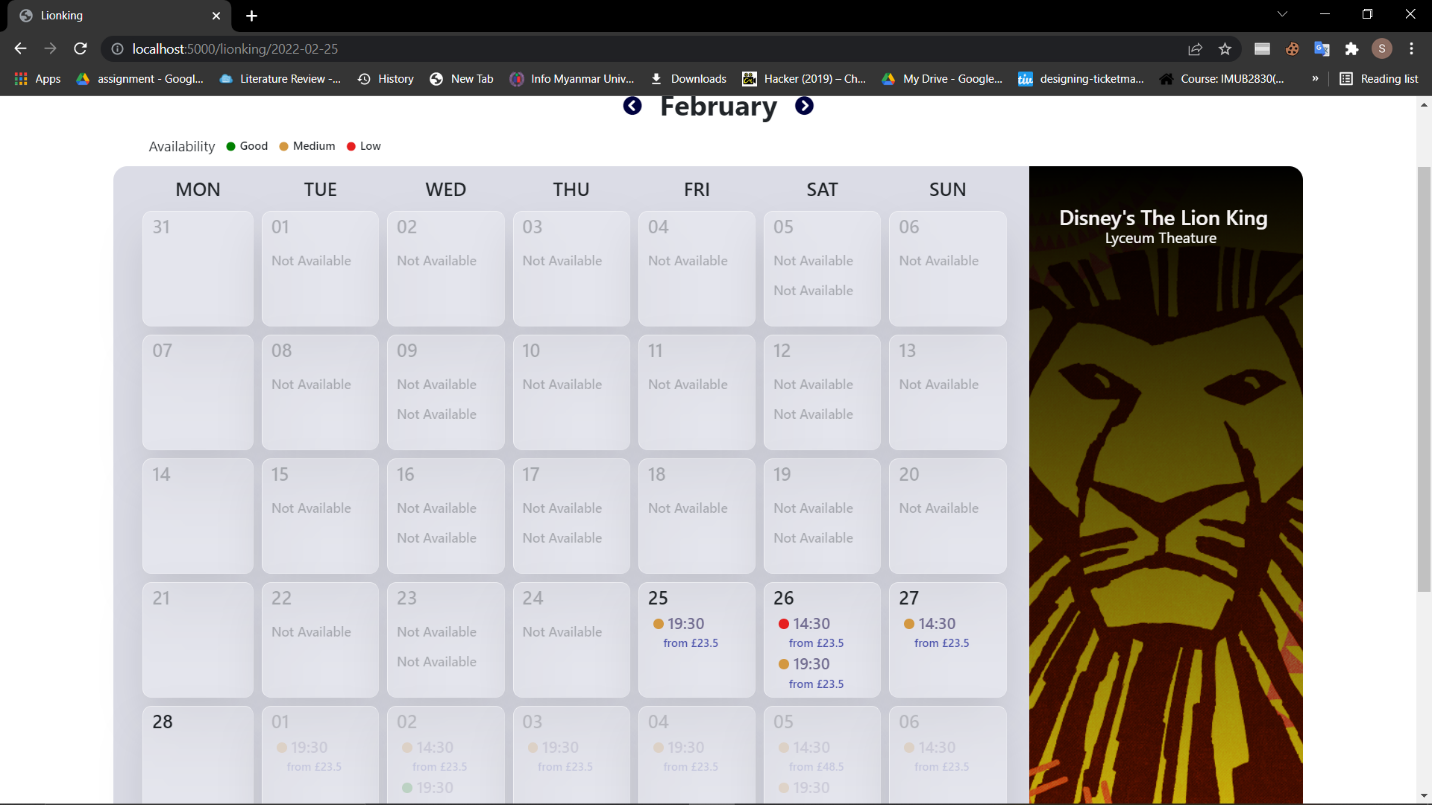 Lionking
localhost:5000/lionking/2022-02-25
S
Apps
assignment - Googl...
Literature Review -...
History
New Tab
Info Myanmar Univ...
Downloads
Hacker (2019) – Ch...
My Drive - Google...
designing-ticketma...
Course: IMUB2830(...
»
Reading list
February
Availability Good Medium Low
MON TUE WED THU FRI SAT SUN
31 01 02 03 04 05 06
Not Available Not Available Not Available Not Available Not Available Not Available
Not Available
07 08 09 10 11 12 13
Not Available Not Available Not Available Not Available Not Available Not Available
Not Available Not Available
14 15 16 17 18 19 20
Not Available Not Available Not Available Not Available Not Available Not Available
Not Available Not Available Not Available
21 22 23 24 25 26 27
Not Available Not Available Not Available 19:30 14:30 14:30
from £23.5 from £23.5 from £23.5
Not Available 19:30
from £23.5
28 01 02 03 04 05 06
19:30 14:30 19:30 19:30 14:30 14:30
from £23.5 from £23.5 from £23.5 from £23.5 from £48.5 from £23.5
19:30 19:30
Disney's The Lion King
Lyceum Theature